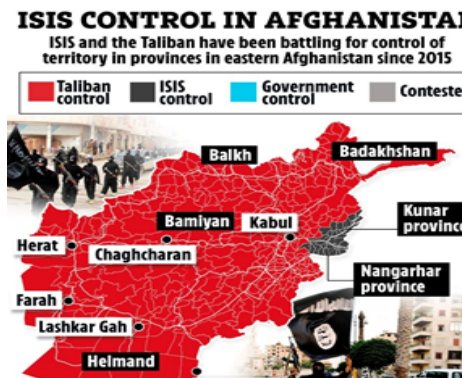 ISIS CONTROL IN AFGHANISTAN
ISIS and the Taliban have been battling for control of
territory in provinces in eastern Afghanistan since 2015
Taliban control
ISIS control
Government control
Conteste
Balkh
Badakhshan
Bamiyan
Kabul
Kunar
province
Herat
Chaghcharan
Nangarhar
province
Farah
Lashkar Gah
Helmand